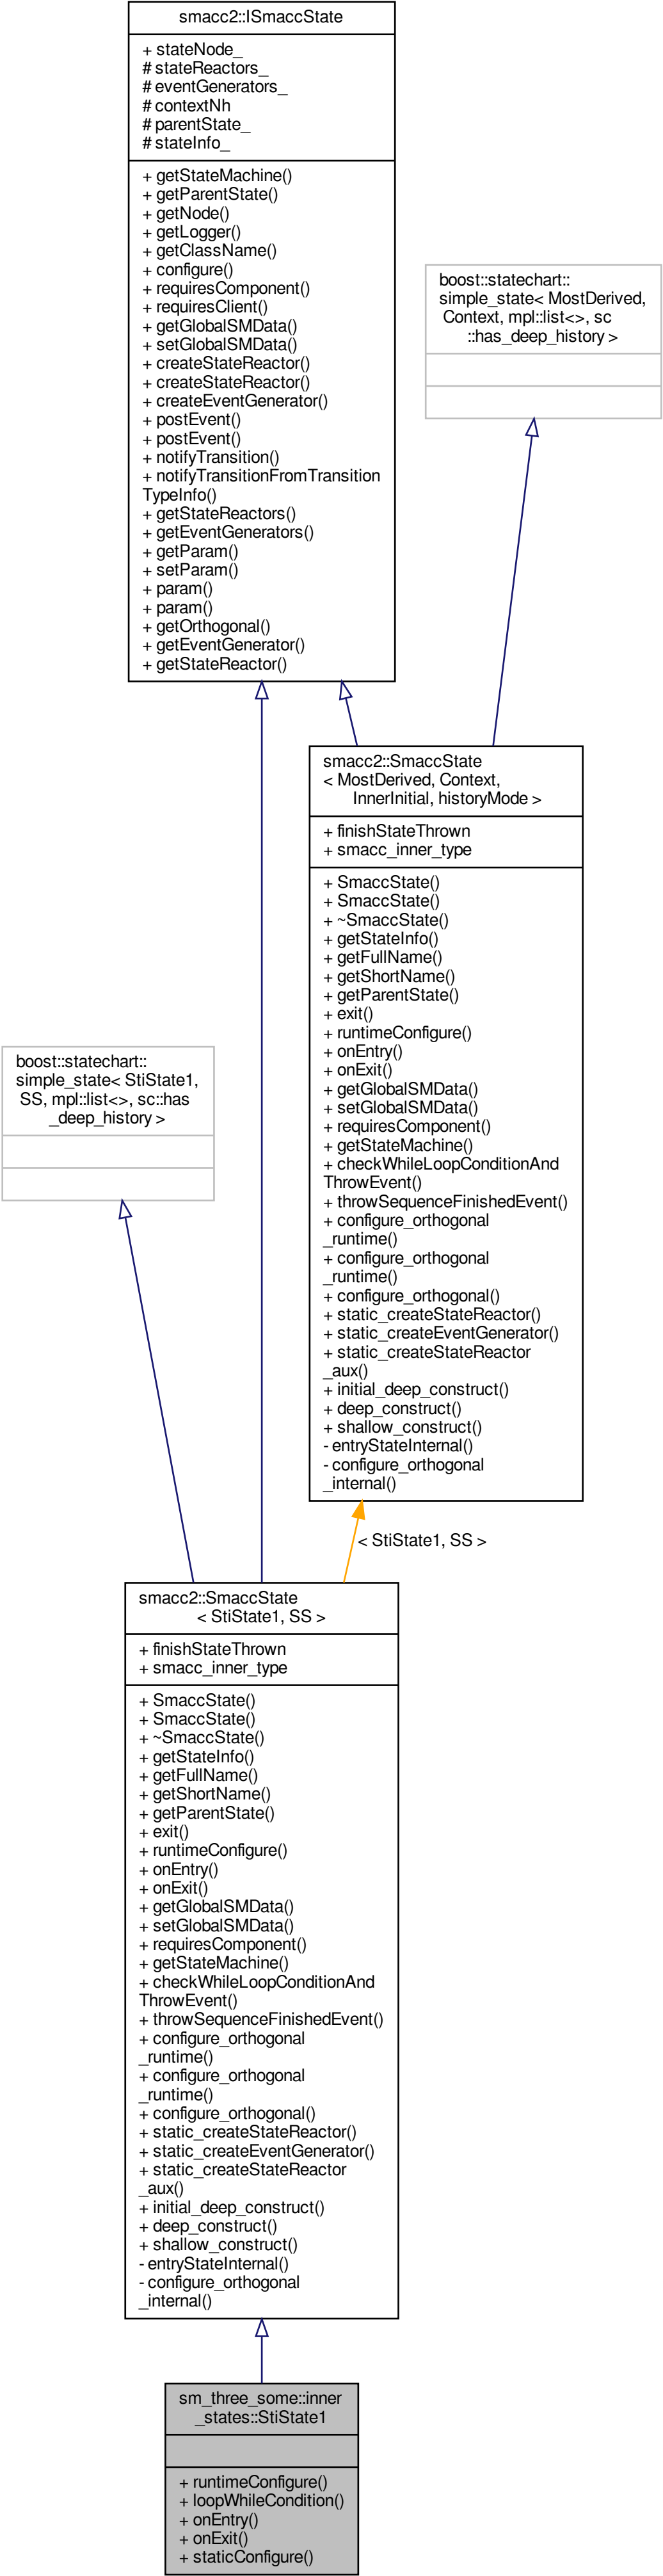 smacc2::ISmaccState
+ stateNode_
# stateReactors_
# eventGenerators_
# contextNh
# parentState_
# stateInfo_
+ getStateMachine()
+ getParentState()
+ getNode()
+ getLogger()
+ getClassName()
+ configure()
+ requiresComponent()
+ requiresClient()
+ getGlobalSMData()
+ setGlobalSMData()
+ createStateReactor()
+ createStateReactor()
+ createEventGenerator()
+ postEvent()
+ postEvent()
+ notifyTransition()
+ notifyTransitionFromTransition
TypeInfo()
+ getStateReactors()
+ getEventGenerators()
+ getParam()
+ setParam()
+ param()
+ param()
+ getOrthogonal()
+ getEventGenerator()
+ getStateReactor()
boost::statechart::
simple_state< MostDerived,
Context, mpl::list<>, sc
::has_deep_history >
smacc2::SmaccState
< MostDerived, Context,
InnerInitial, historyMode >
+ finishStateThrown
+ smacc_inner_type
+ SmaccState()
+ SmaccState()
+ ~SmaccState()
+ getStateInfo()
+ getFullName()
+ getShortName()
+ getParentState()
+ exit()
+ runtimeConfigure()
+ onEntry()
+ onExit()
+ getGlobalSMData()
+ setGlobalSMData()
+ requiresComponent()
+ getStateMachine()
+ checkWhileLoopConditionAnd
ThrowEvent()
+ throwSequenceFinishedEvent()
+ configure_orthogonal
_runtime()
+ configure_orthogonal
_runtime()
+ configure_orthogonal()
+ static_createStateReactor()
+ static_createEventGenerator()
+ static_createStateReactor
_aux()
+ initial_deep_construct()
+ deep_construct()
+ shallow_construct()
- entryStateInternal()
- configure_orthogonal
_internal()
boost::statechart::
simple_state< StiState1,
SS, mpl::list<>, sc::has
_deep_history >
< StiState1, SS >
smacc2::SmaccState
< StiState1, SS >
+ finishStateThrown
+ smacc_inner_type
+ SmaccState()
+ SmaccState()
+ ~SmaccState()
+ getStateInfo()
+ getFullName()
+ getShortName()
+ getParentState()
+ exit()
+ runtimeConfigure()
+ onEntry()
+ onExit()
+ getGlobalSMData()
+ setGlobalSMData()
+ requiresComponent()
+ getStateMachine()
+ checkWhileLoopConditionAnd
ThrowEvent()
+ throwSequenceFinishedEvent()
+ configure_orthogonal
_runtime()
+ configure_orthogonal
_runtime()
+ configure_orthogonal()
+ static_createStateReactor()
+ static_createEventGenerator()
+ static_createStateReactor
_aux()
+ initial_deep_construct()
+ deep_construct()
+ shallow_construct()
- entryStateInternal()
- configure_orthogonal
_internal()
sm_three_some::inner
_states::StiState1
+ runtimeConfigure()
+ loopWhileCondition()
+ onEntry()
+ onExit()
+ staticConfigure()